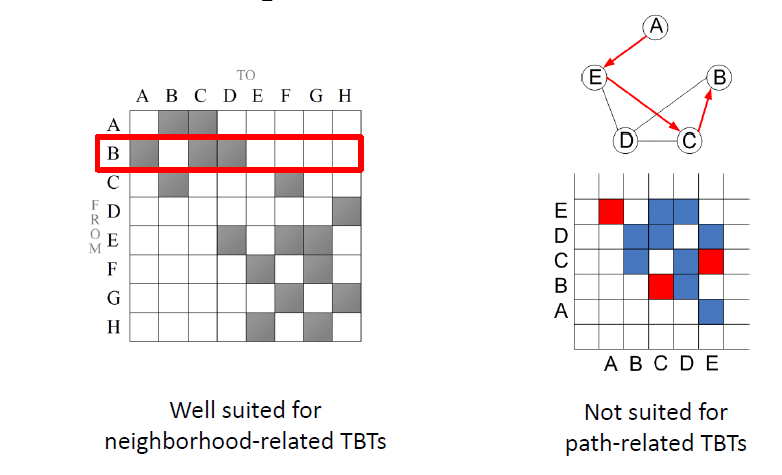 TO
A B C D E F G H
A
B
C
D
E
F
G
H
FROM
Well suited for
neighborhood-related TBTs
A
E
B
D
C
E
D
C
B
A
A B C D E
Not suited for
path-related TBTs